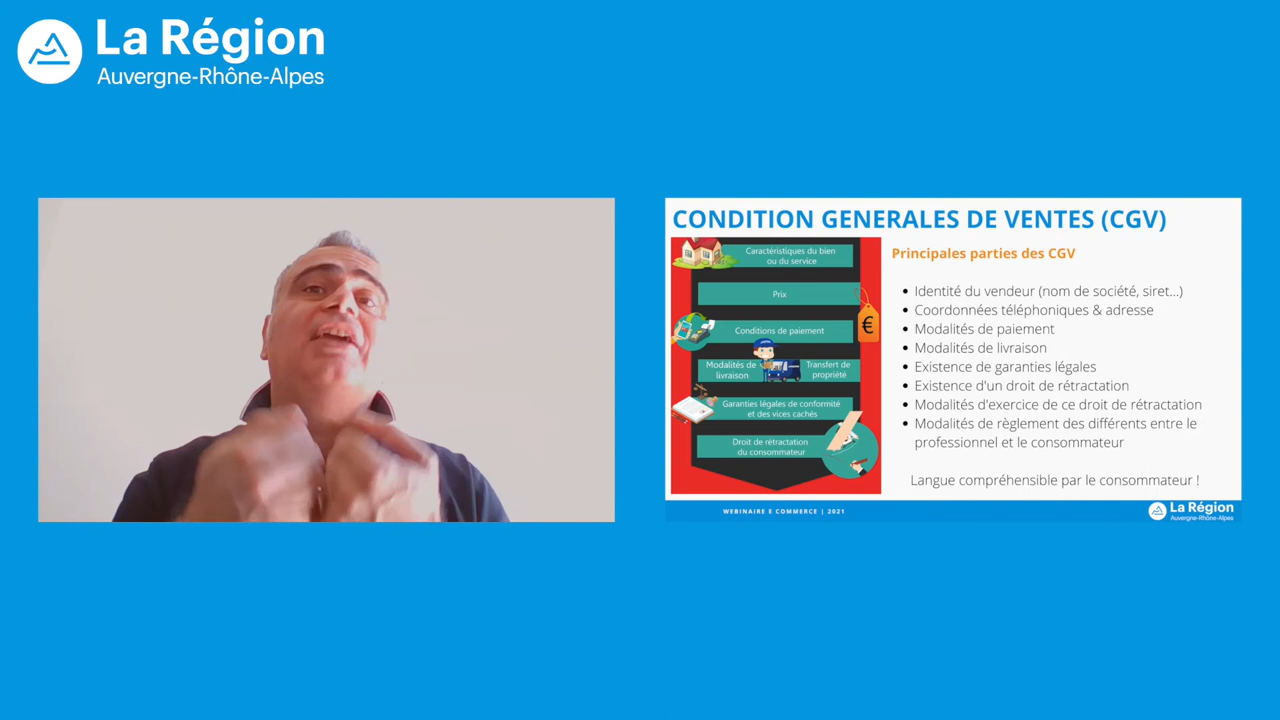 La Région
Auvergne-Rhône-Alpes
CONDITION GENERALES DE VENTES (CGV)
Caractéristiques du bien
ou du service
Prix
€
Conditions de paiement
Modalités de
livraison
Transfert de
propriété
Garanties légales de conformité
et des vices cachés
Droit de rétractation
du consommateur
Principales parties des CGV
• Identité du vendeur (nom de société, siret...)
• Coordonnées téléphoniques & adresse
• Modalités de paiement
• Modalités de livraison
• Existence de garanties légales
• Existence d'un droit de rétractation
• Modalités d'exercice de ce droit de rétractation
• Modalités de règlement des différents entre le
professionnel et le consommateur
Langue compréhensible par le consommateur !
WEBINAIRE E COMMERCE | 2021
La Région
Auvergne-Rhône-Alpes